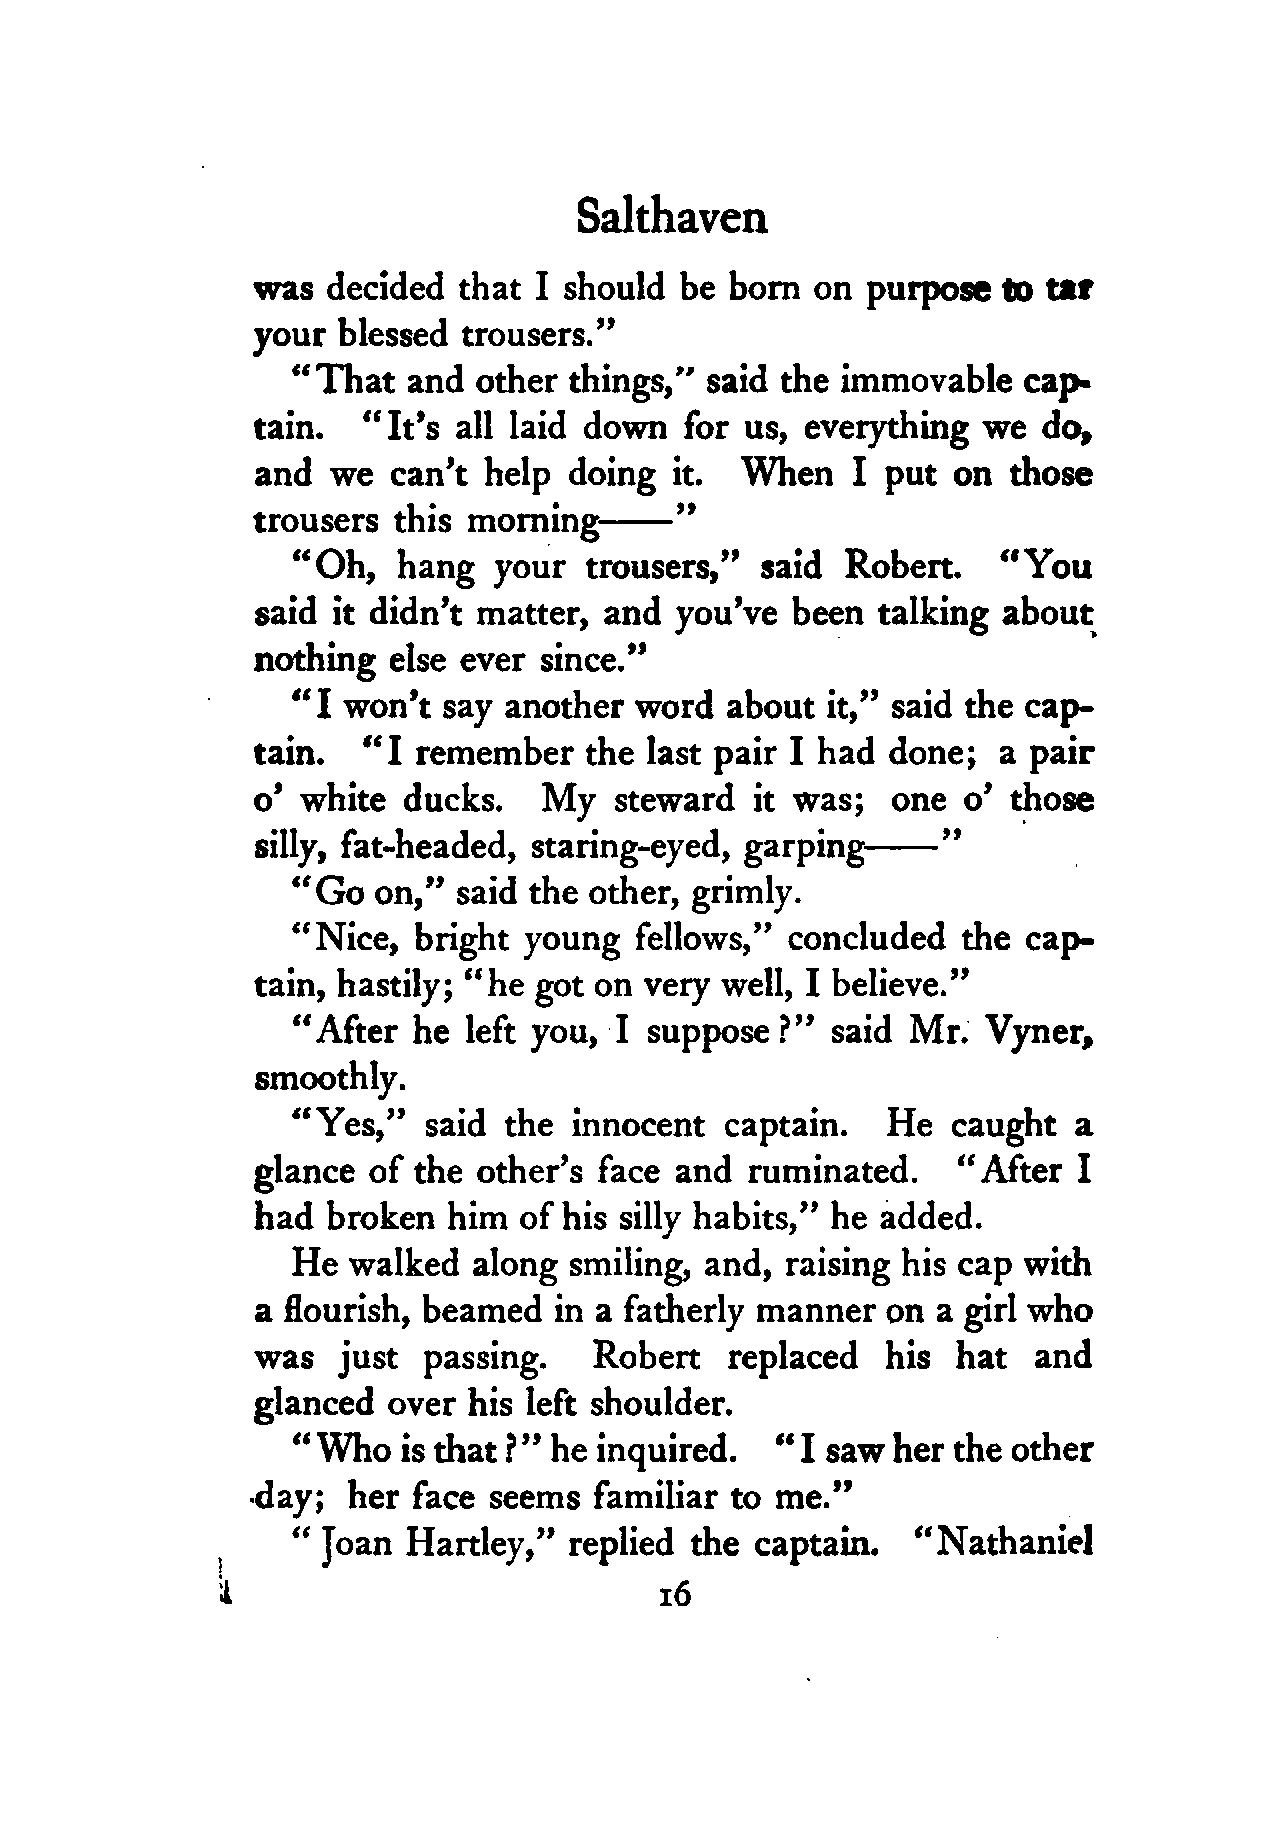 Salthaven
was decided that I should be born on purpose to tar
your blessed trousers."
"That and other things," said the immovable cap-
tain. "It's all laid down for us, everything we do,
and we can't help doing it. When I put on those
trousers this morning——"
"Oh, hang your trousers," said Robert. "You
said it didn't matter, and you've been talking about
nothing else ever since."
"I won't say another word about it," said the cap-
tain. "I remember the last pair I had done; a pair
o' white ducks. My steward it was; one o' those
silly, fat-headed, staring-eyed, garping——"
"Go on," said the other, grimly.
"Nice, bright young fellows," concluded the cap-
tain, hastily; "he got on very well, I believe."
"After he left you, I suppose?" said Mr. Vyner,
smoothly.
"Yes," said the innocent captain. He caught a
glance of the other's face and ruminated. "After I
had broken him of his silly habits," he added.
He walked along smiling, and, raising his cap with
a flourish, beamed in a fatherly manner on a girl who
was just passing. Robert replaced his hat and
glanced over his left shoulder.
"Who is that?" he inquired. "I saw her the other
day; her face seems familiar to me."
"Joan Hartley," replied the captain. "Nathaniel
16